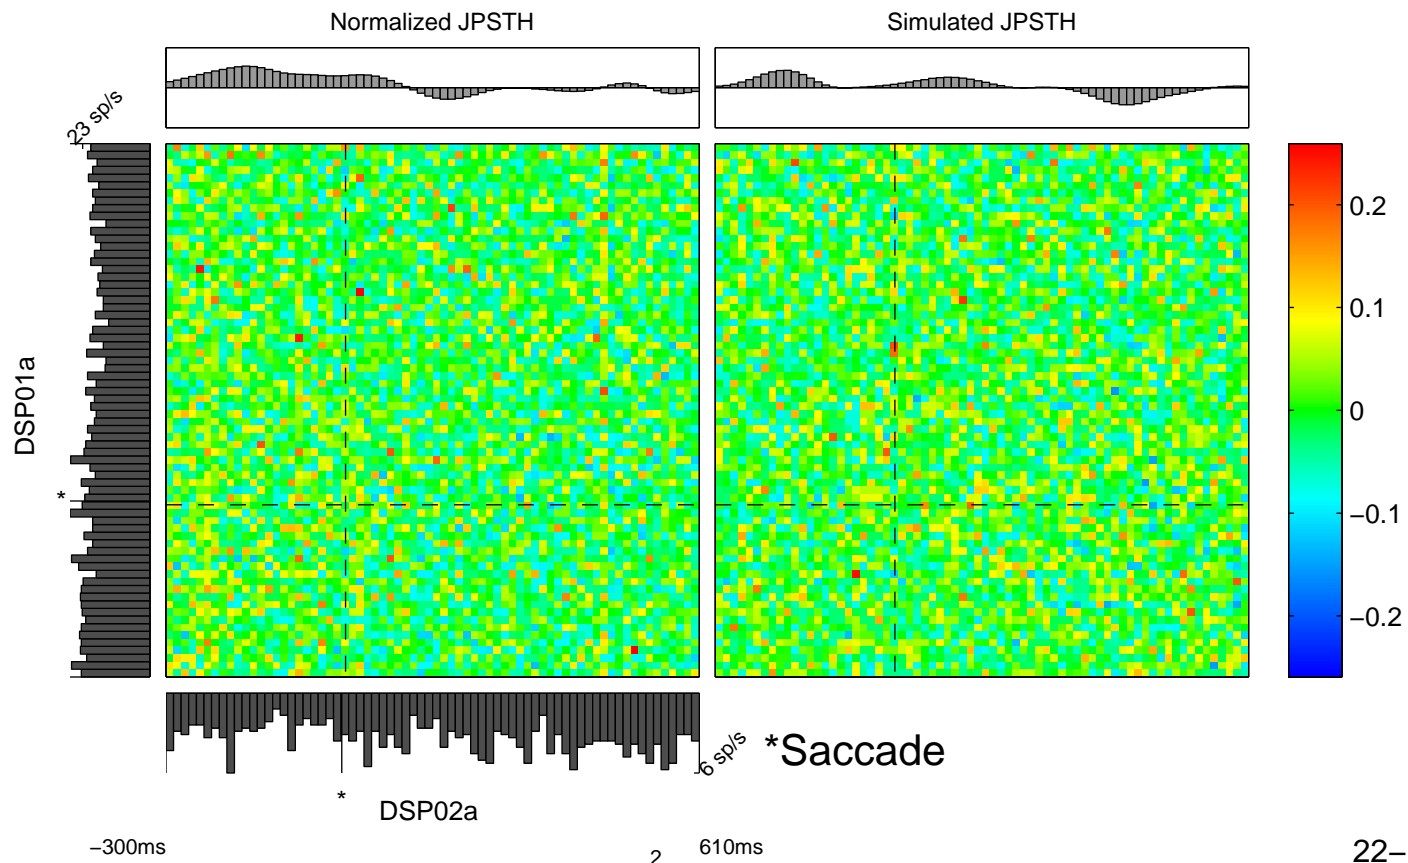 Normalized JPSTH
Simulated JPSTH
23 sp/s
DSP01a
*
0.2
0.1
0
−0.1
−0.2
6 sp/s
*Saccade
*
DSP02a
−300ms
2
610ms
22−